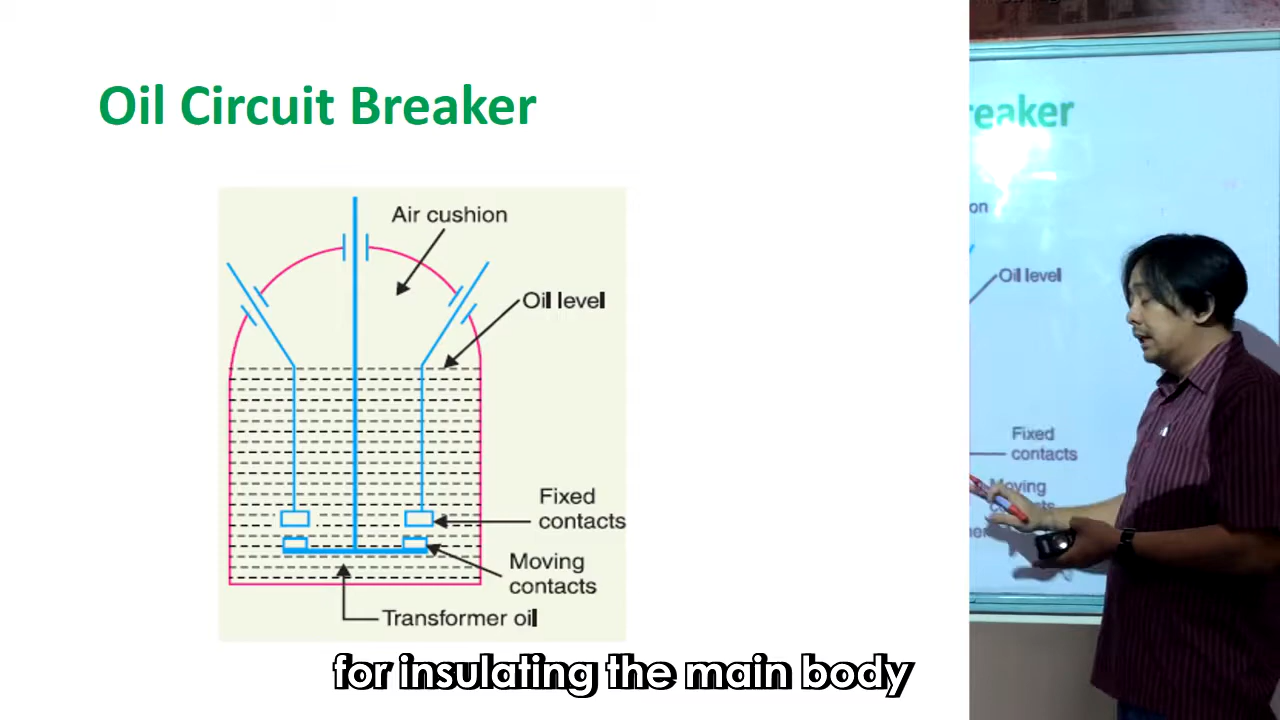 Oil Circuit Breaker
Air cushion
Oil level
Fixed
contacts
Moving
contacts
Transformer oil
for insulating the main body
reaker
on
Oil level
Fixed
contacts
Moving